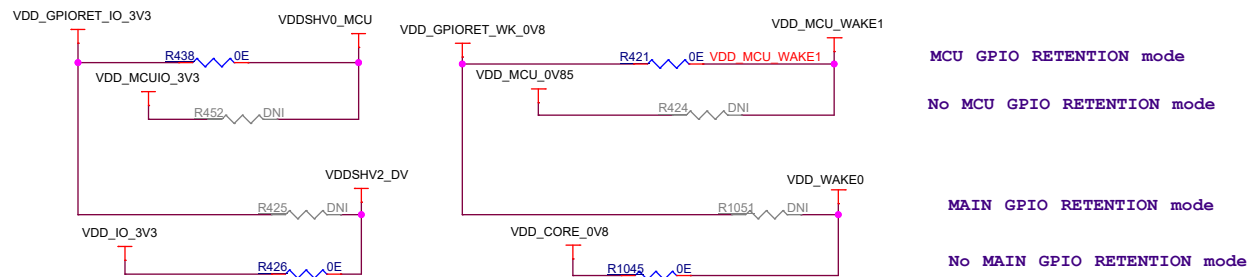 VDD_GPIORET_IO_3V3
VDDSHV0_MCU
VDD_GPIORET_WK_0V8
VDD_MCU_WAKE1
R438 0E
R421 0E VDD_MCU_WAKE1
MCU GPIO RETENTION mode
VDD_MCUIO_3V3
VDD_MCU_0V85
R452 DNI
R424 DNI
No MCU GPIO RETENTION mode
VDDSHV2_DV
VDD_WAKE0
R425 DNI
R1051 DNI
MAIN GPIO RETENTION mode
VDD_IO_3V3
VDD_CORE_0V8
R426 0E
R1045 0E
No MAIN GPIO RETENTION mode